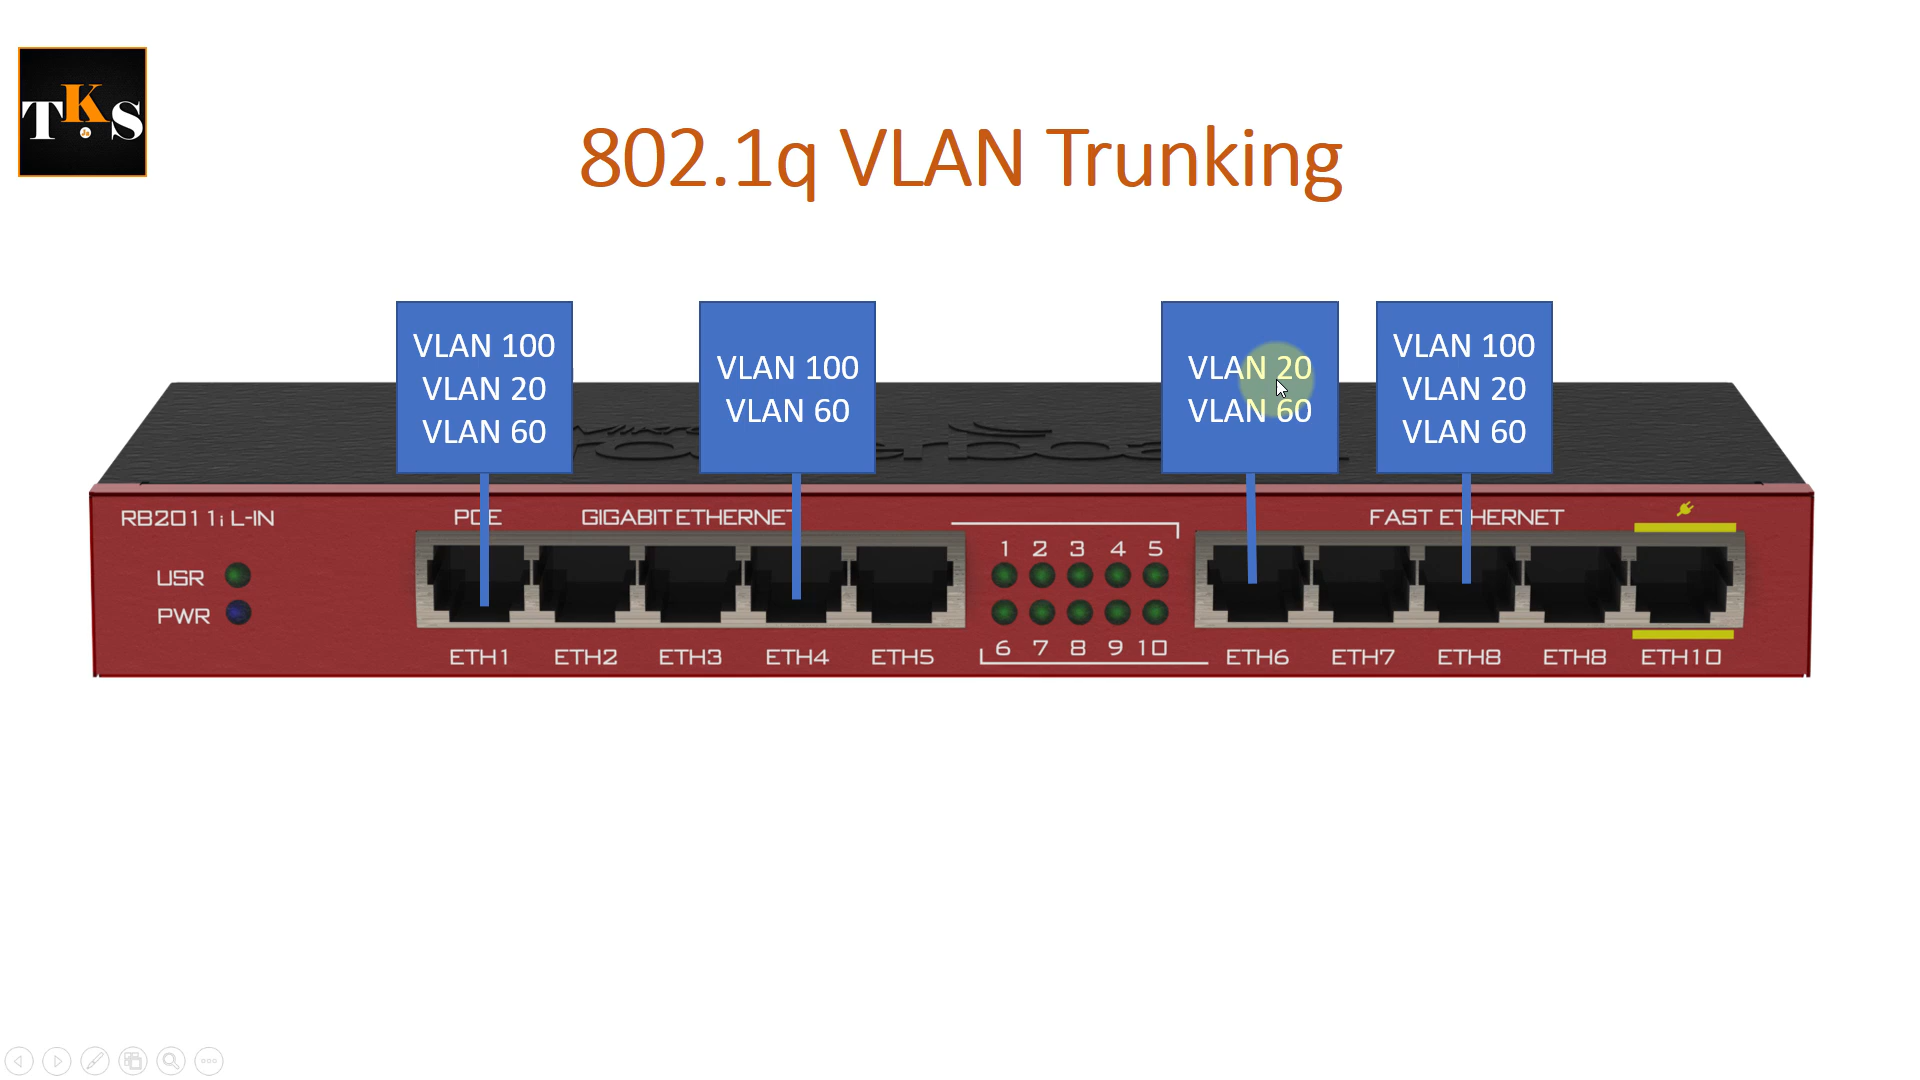 TKS
802.1q VLAN Trunking
VLAN 100
VLAN 20
VLAN 60
VLAN 100
VLAN 60
VLAN 20
VLAN 60
VLAN 100
VLAN 20
VLAN 60
RB2011iL-IN
POE
GIGABIT ETHERNET
FAST ETHERNET
USR
PWR
1 2 3 4 5
6 7 8 9 10
ETH1 ETH2 ETH3 ETH4 ETH5
ETH6 ETH7 ETH8 ETH8 ETH10